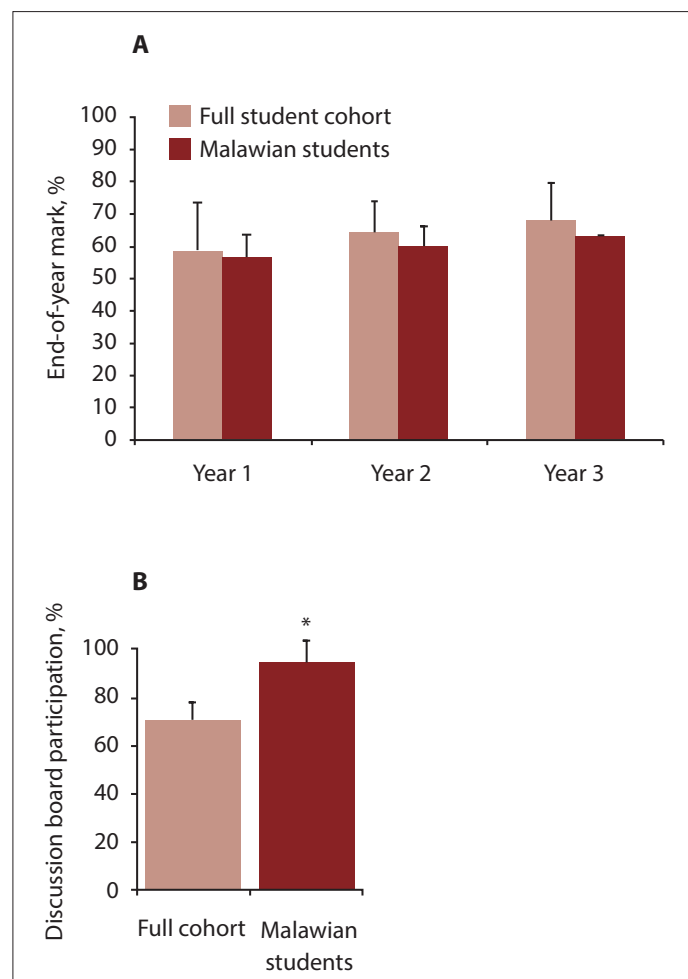 A
End-of-year mark, %
100
90
80
70
60
50
40
30
20
10
0
Full student cohort
Malawian students
Year 1
Year 2
Year 3
B
Discussion board participation, %
100
80
60
40
20
0
*
Full cohort
Malawian
students